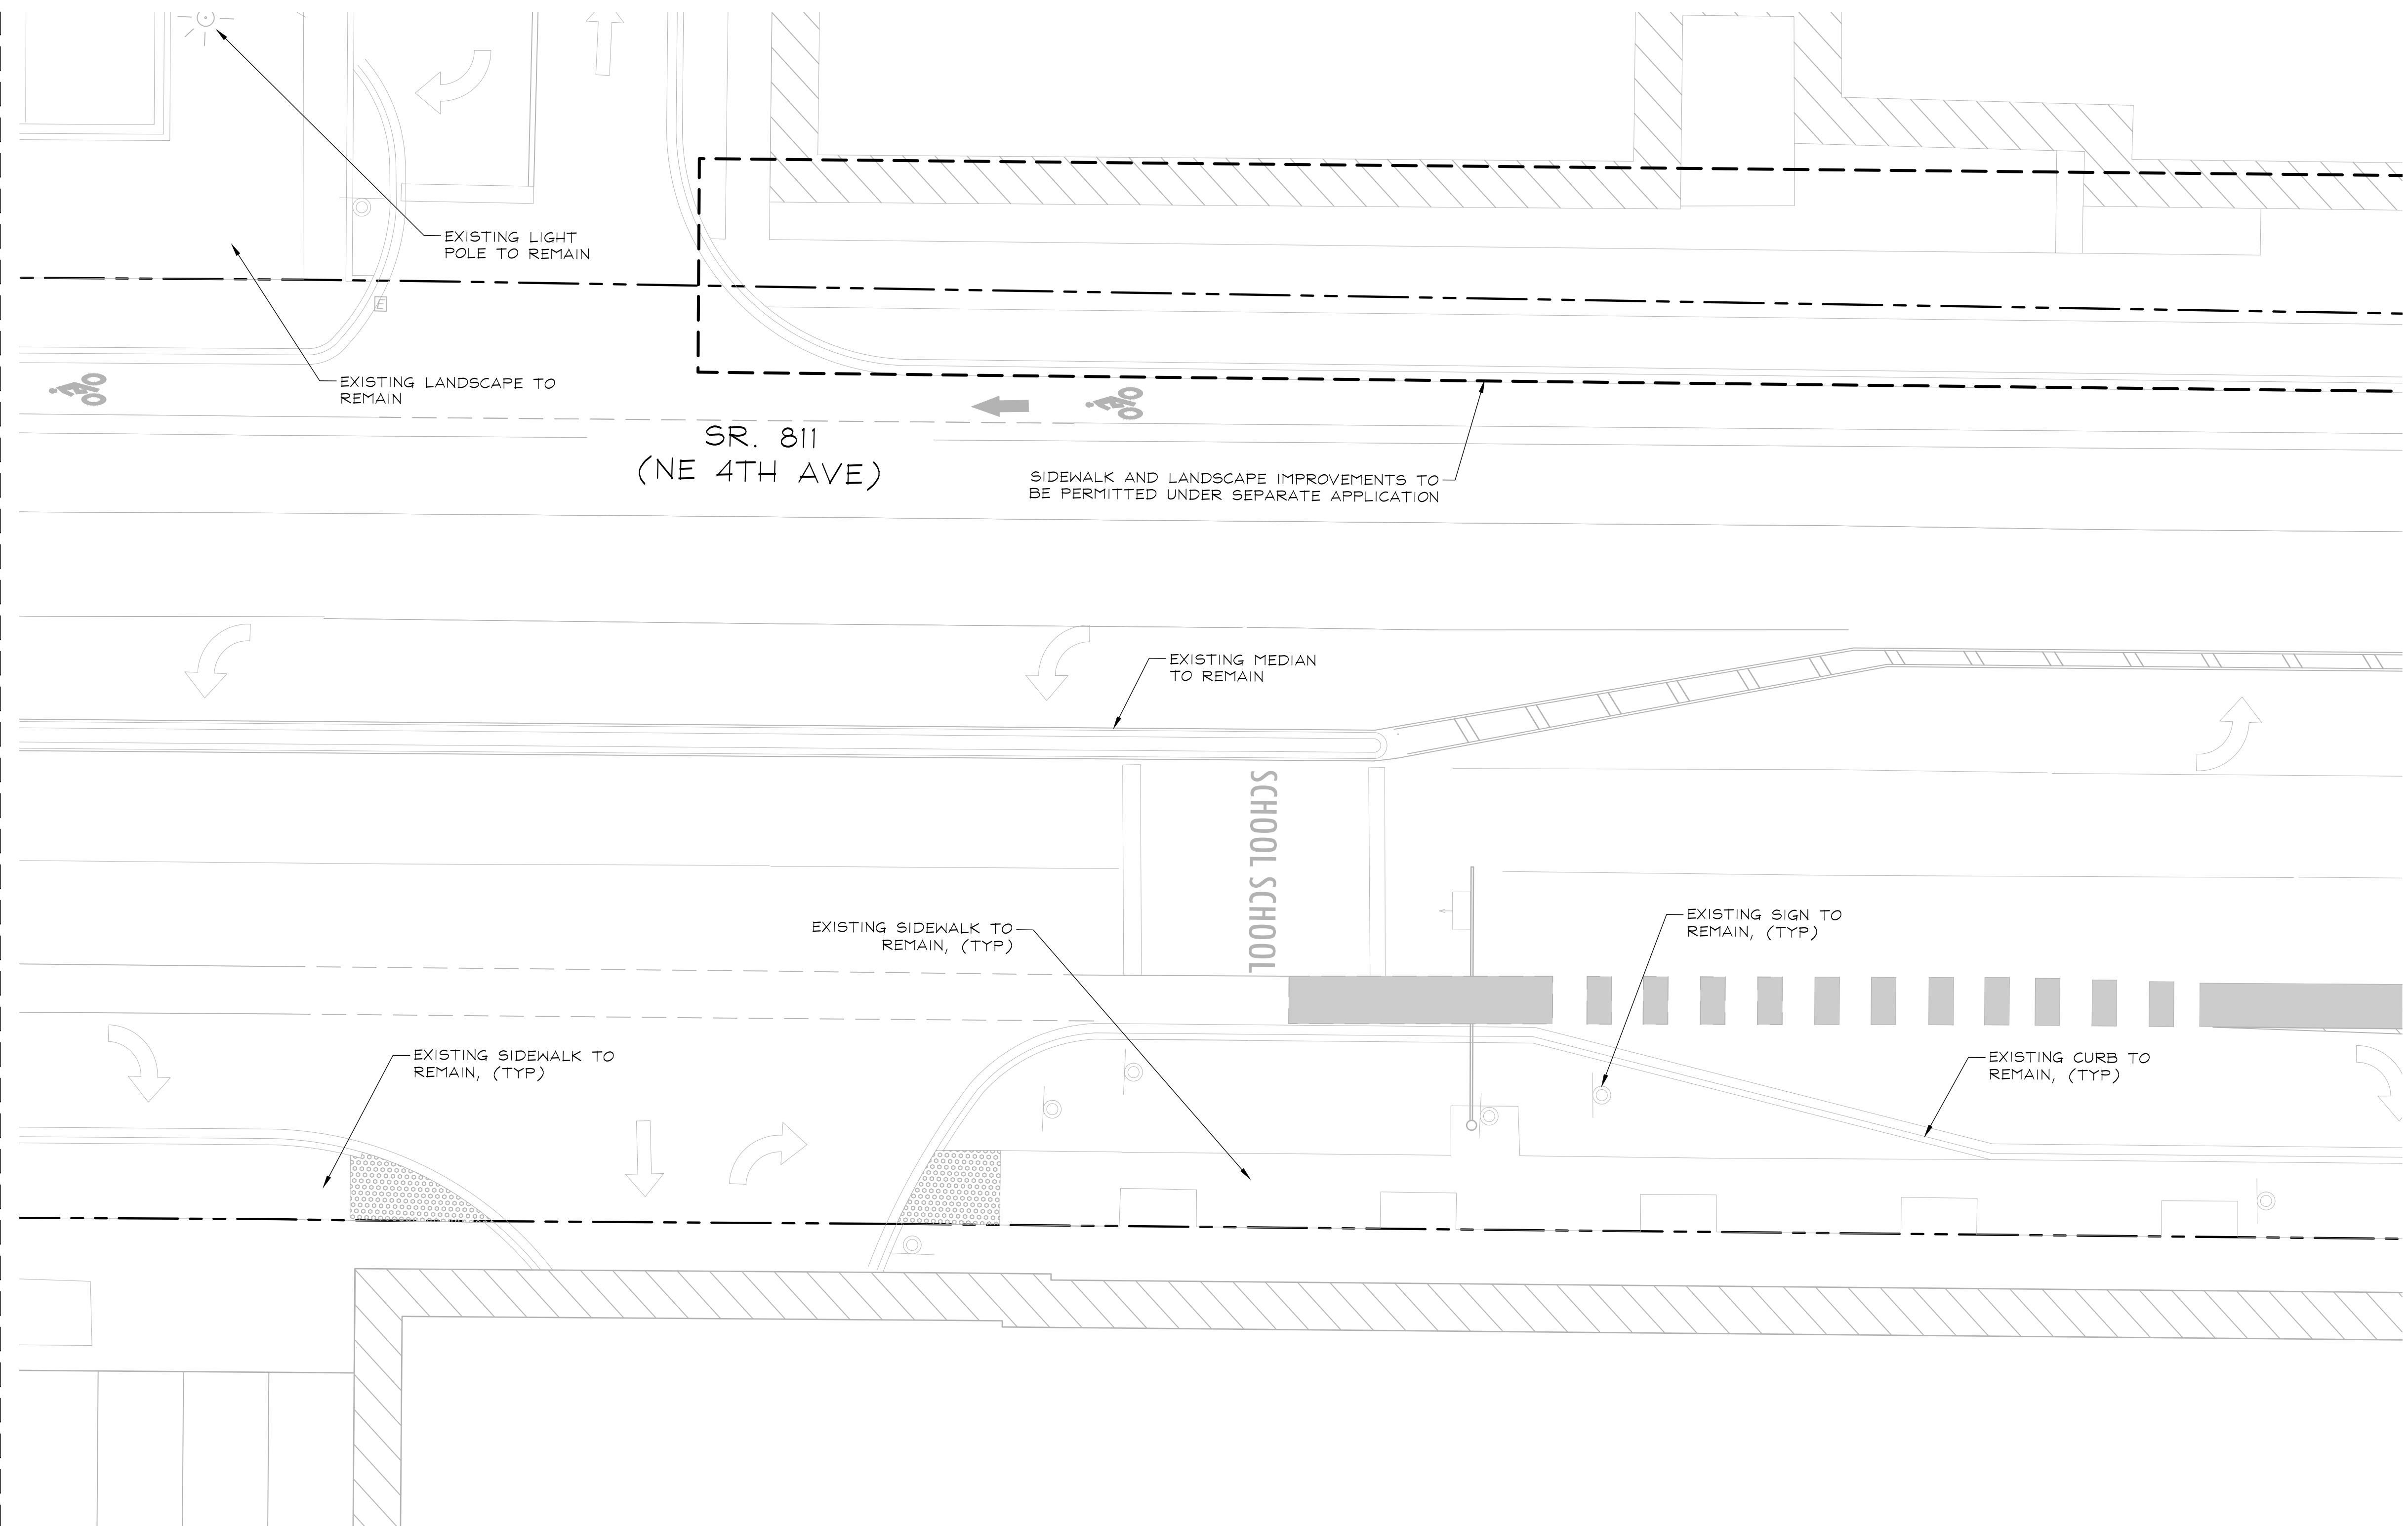 EXISTING LIGHT
POLE TO REMAIN
E
EXISTING LANDSCAPE TO
REMAIN
SR. 811
(NE 4TH AVE)
SIDEWALK AND LANDSCAPE IMPROVEMENTS TO
BE PERMITTED UNDER SEPARATE APPLICATION
EXISTING MEDIAN
TO REMAIN
SCHOOL SCHOOL
EXISTING SIDEWALK TO
REMAIN, (TYP)
EXISTING SIGN TO
REMAIN, (TYP)
EXISTING SIDEWALK TO
REMAIN, (TYP)
EXISTING CURB TO
REMAIN, (TYP)